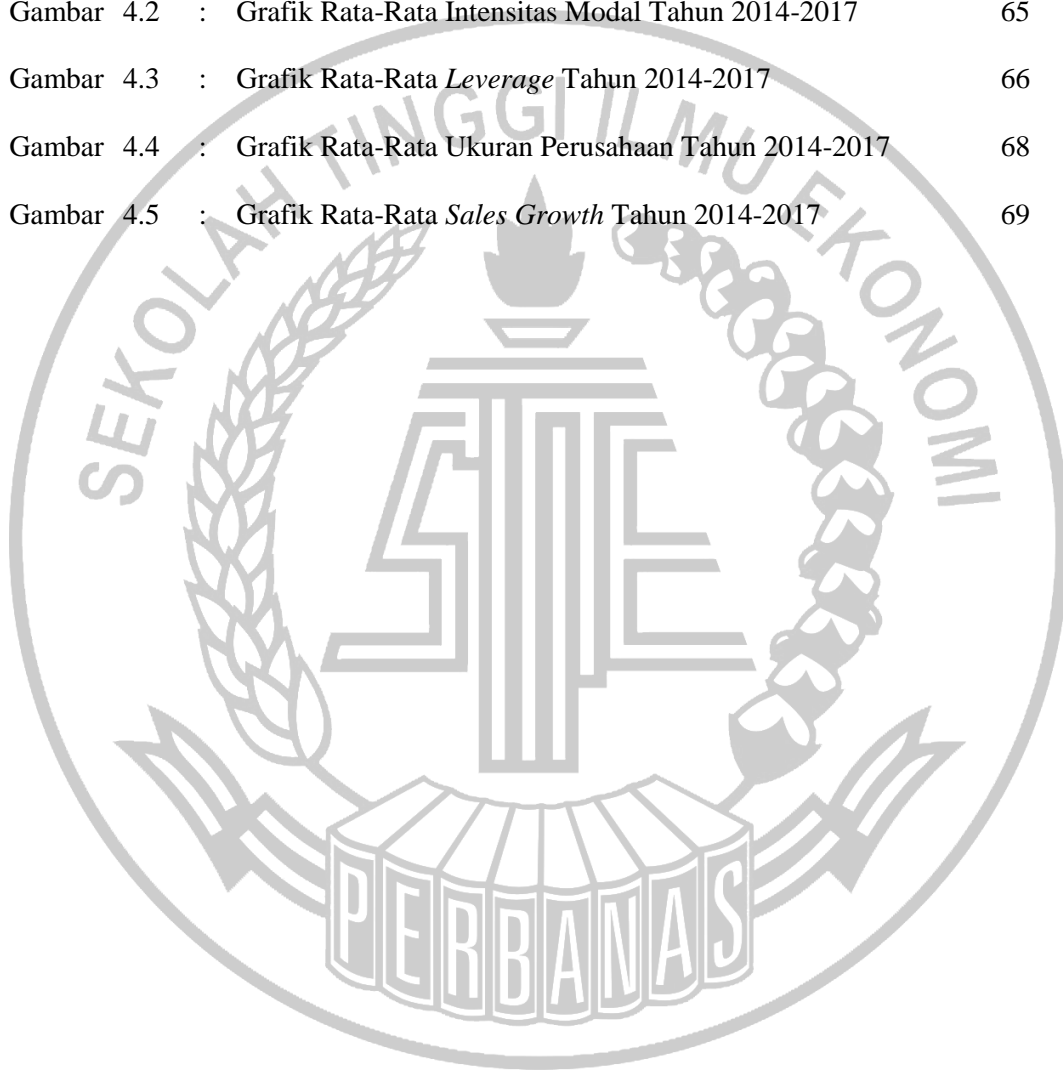 Gambar 4.2 : Grafik Rata-Rata Intensitas Modal Tahun 2014-2017 65
Gambar 4.3 : Grafik Rata-Rata Leverage Tahun 2014-2017 66
Gambar 4.4 : Grafik Rata-Rata Ukuran Perusahaan Tahun 2014-2017 68
Gambar 4.5 : Grafik Rata-Rata Sales Growth Tahun 2014-2017 69
SEKOLAH TINGGI ILMU EKONOMI
STIE
PERBANAS